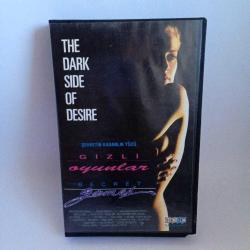 THE
DARK
SIDE
OF
DESIRE
ŞEHVETİN KARANLIK YÜZÜ
GİZLİ
oyunlar
SECRET
games